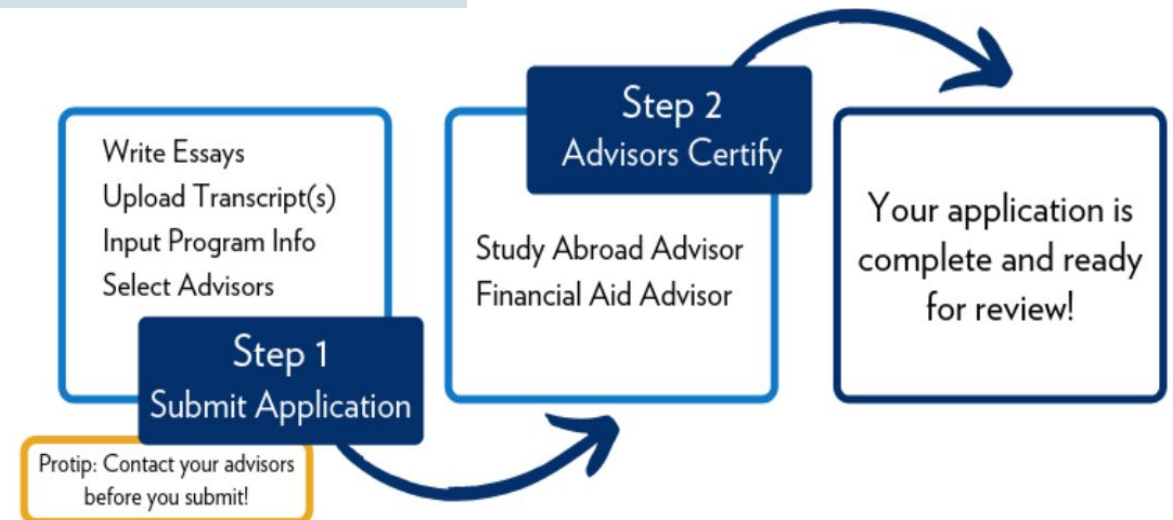 Write Essays
Upload Transcript(s)
Input Program Info
Select Advisors
Step 1
Submit Application
Protip: Contact your advisors
before you submit!
Step 2
Advisors Certify
Study Abroad Advisor
Financial Aid Advisor
Your application is
complete and ready
for review!